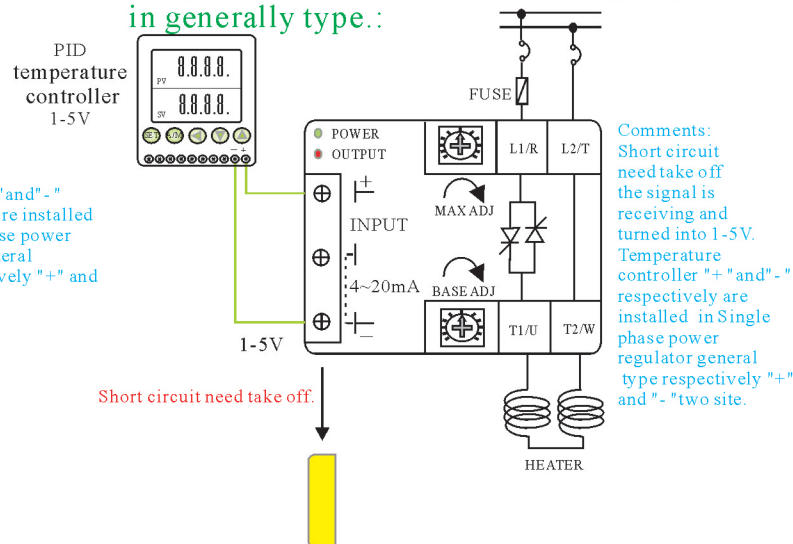 in generally type.:
PID
temperature
controller
1-5V
PV 8.8.8.8.
SV 8.8.8.8.
SET A/M
- +
"and"- "
re installed
se power
eral
vely "+" and
POWER
OUTPUT
+
INPUT
4~20mA
-
1-5V
MAX ADJ
BASE ADJ
FUSE
L1/R L2/T
T1/U T2/W
HEATER
Short circuit need take off.
Comments:
Short circuit
need take off
the signal is
receiving and
turned into 1-5V.
Temperature
controller "+ "and"- "
respectively are
installed in Single
phase power
regulator general
type respectively "+"
and "- "two site.